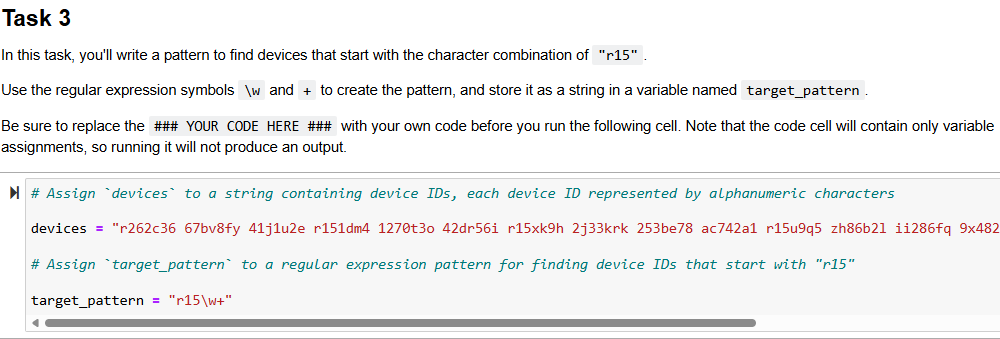 Task 3
In this task, you'll write a pattern to find devices that start with the character combination of "r15" .
Use the regular expression symbols \w and + to create the pattern, and store it as a string in a variable named target_pattern .
Be sure to replace the ### YOUR CODE HERE ### with your own code before you run the following cell. Note that the code cell will contain only variable
assignments, so running it will not produce an output.
# Assign `devices` to a string containing device IDs, each device ID represented by alphanumeric characters
devices = "r262c36 67bv8fy 41j1u2e r151dm4 1270t3o 42dr56i r15xk9h 2j33krk 253be78 ac742a1 r15u9q5 zh86b2l ii286fq 9x482
# Assign `target_pattern` to a regular expression pattern for finding device IDs that start with "r15"
target_pattern = "r15\w+"